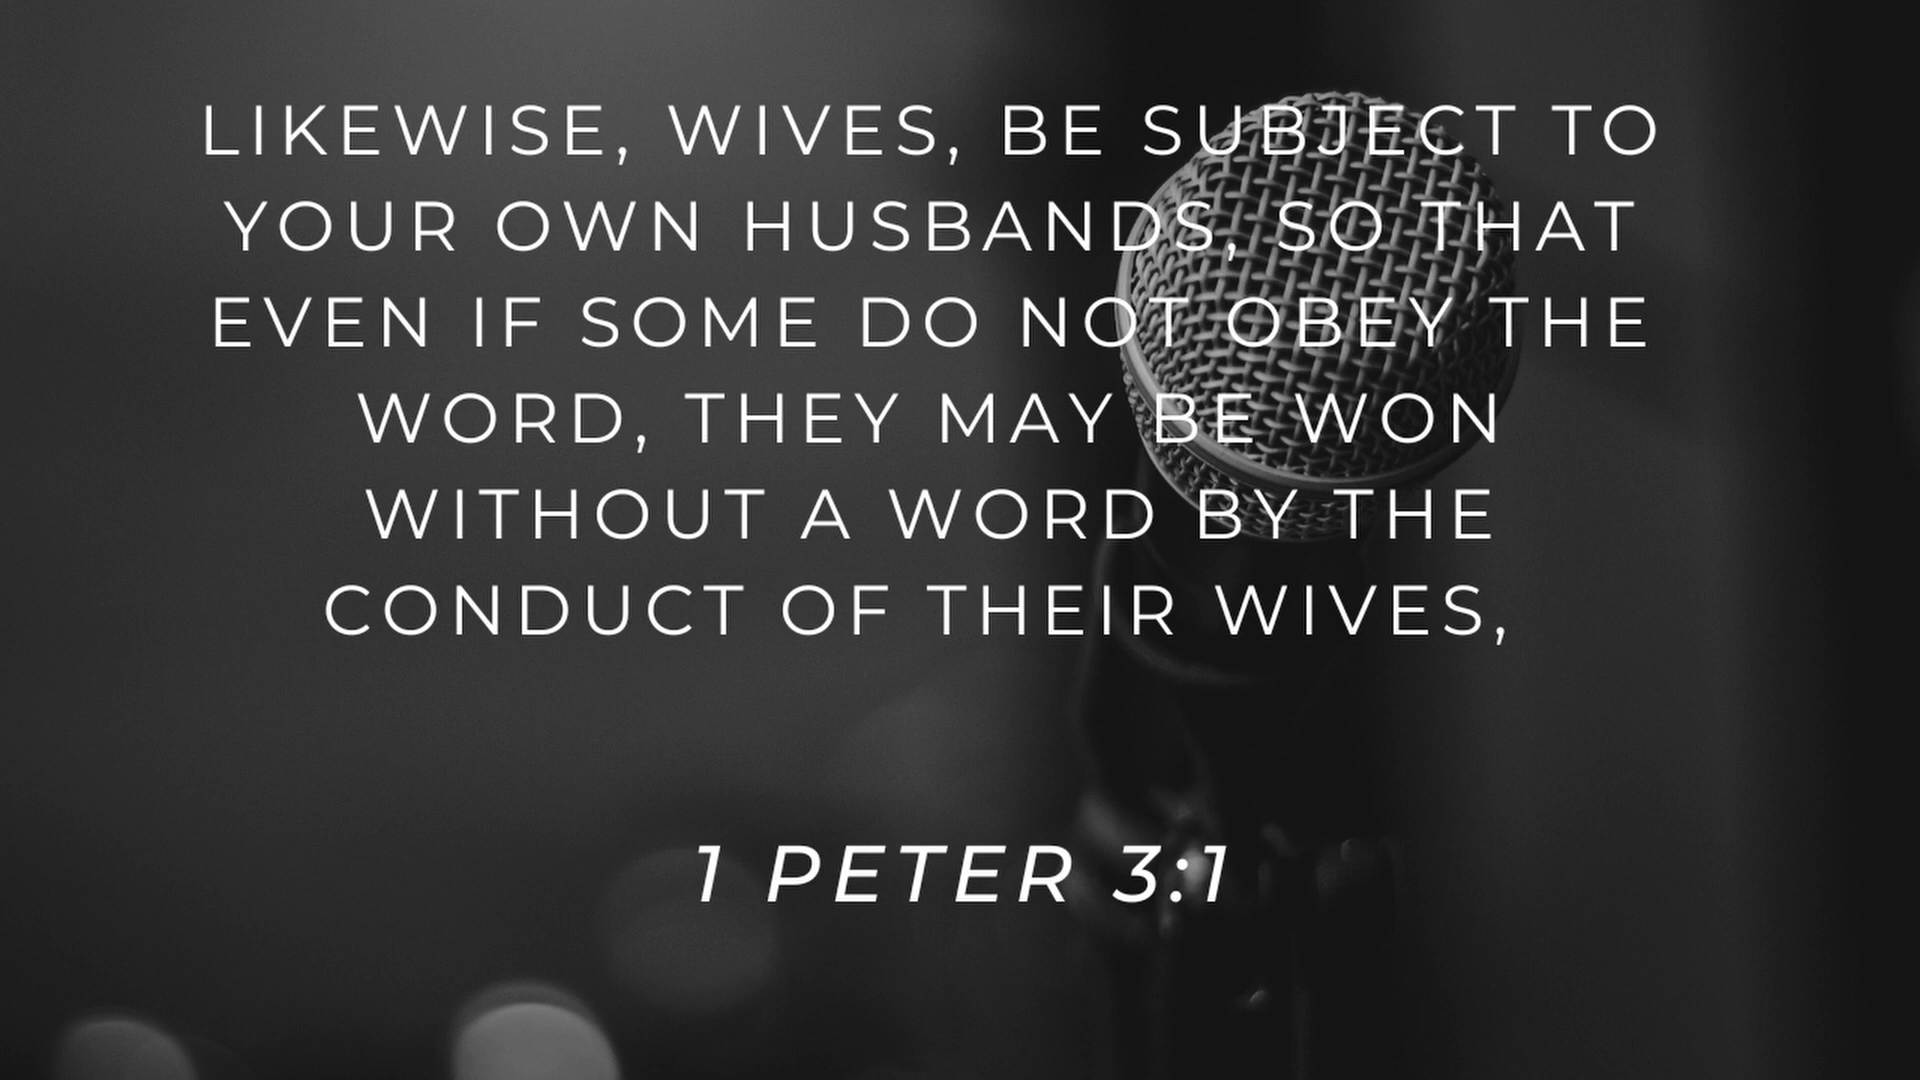 LIKEWISE, WIVES, BE SUBJECT TO
YOUR OWN HUSBANDS, SO THAT
EVEN IF SOME DO NOT OBEY THE
WORD, THEY MAY BE WON
WITHOUT A WORD BY THE
CONDUCT OF THEIR WIVES,
1 PETER 3:1